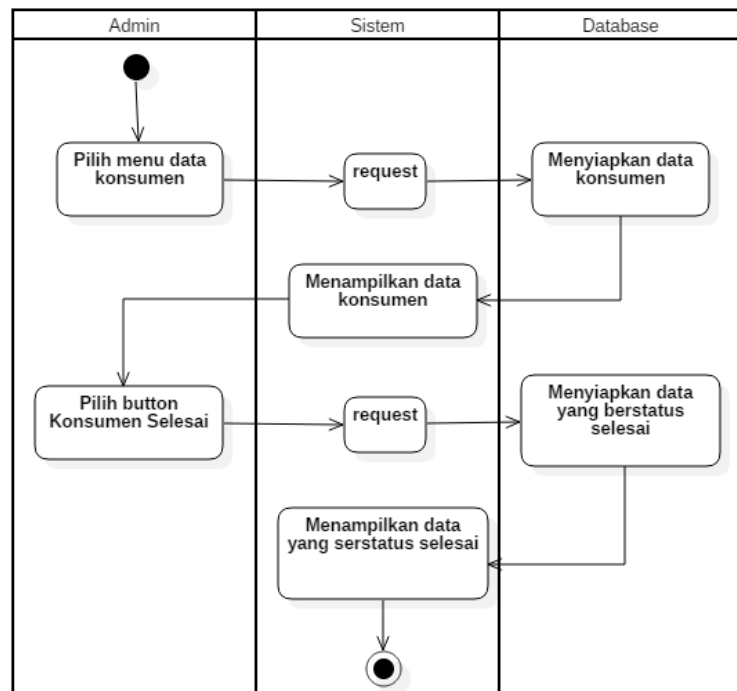 Admin
Sistem
Database
Pilih menu data
konsumen
request
Menyiapkan data
konsumen
Menampilkan data
konsumen
Pilih button
Konsumen Selesai
request
Menyiapkan data
yang berstatus
selesai
Menampilkan data
yang serstatus selesai